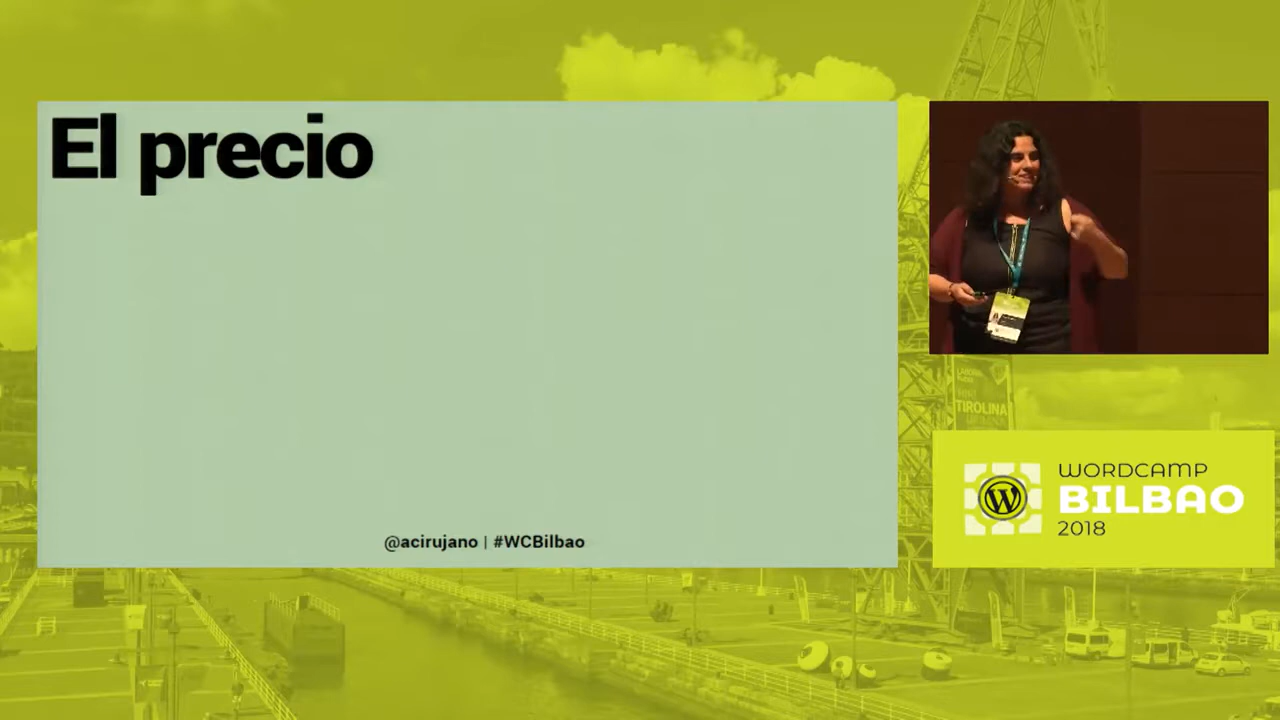 El precio
@acirujano | #WCBilbao
TIROLINA
WORDCAMP
BILBAO
2018